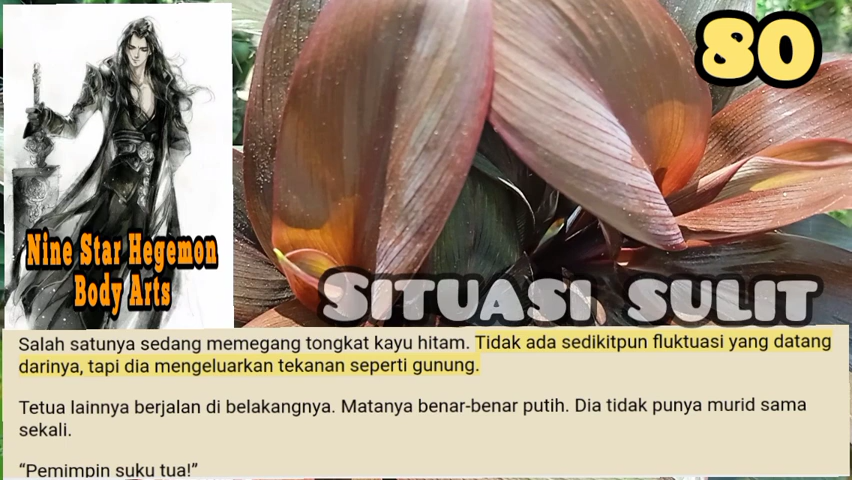 80
Nine Star Hegemon
Body Arts
Situasi sulit
Salah satunya sedang memegang tongkat kayu hitam. Tidak ada sedikitpun fluktuasi yang datang
darinya, tapi dia mengeluarkan tekanan seperti gunung.
Tetua lainnya berjalan di belakangnya. Matanya benar-benar putih. Dia tidak punya murid sama
sekali.
“Pemimpin suku tua!”